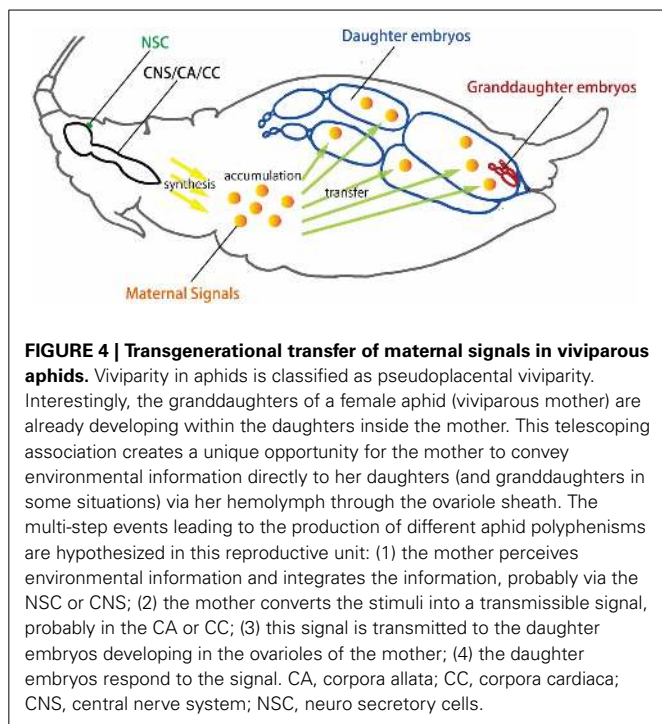 NSC
CNS/CA/CC
Daughter embryos
Granddaughter embryos
synthesis
accumulation
transfer
Maternal Signals
FIGURE 4 | Transgenerational transfer of maternal signals in viviparous
aphids. Viviparity in aphids is classified as pseudoplacental viviparity.
Interestingly, the granddaughters of a female aphid (viviparous mother) are
already developing within the daughters inside the mother. This telescoping
association creates a unique opportunity for the mother to convey
environmental information directly to her daughters (and granddaughters in
some situations) via her hemolymph through the ovariole sheath. The
multi-step events leading to the production of different aphid polyphenisms
are hypothesized in this reproductive unit: (1) the mother perceives
environmental information and integrates the information, probably via the
NSC or CNS; (2) the mother converts the stimuli into a transmissible signal,
probably in the CA or CC; (3) this signal is transmitted to the daughter
embryos developing in the ovarioles of the mother; (4) the daughter
embryos respond to the signal. CA, corpora allata; CC, corpora cardiaca;
CNS, central nerve system; NSC, neuro secretory cells.